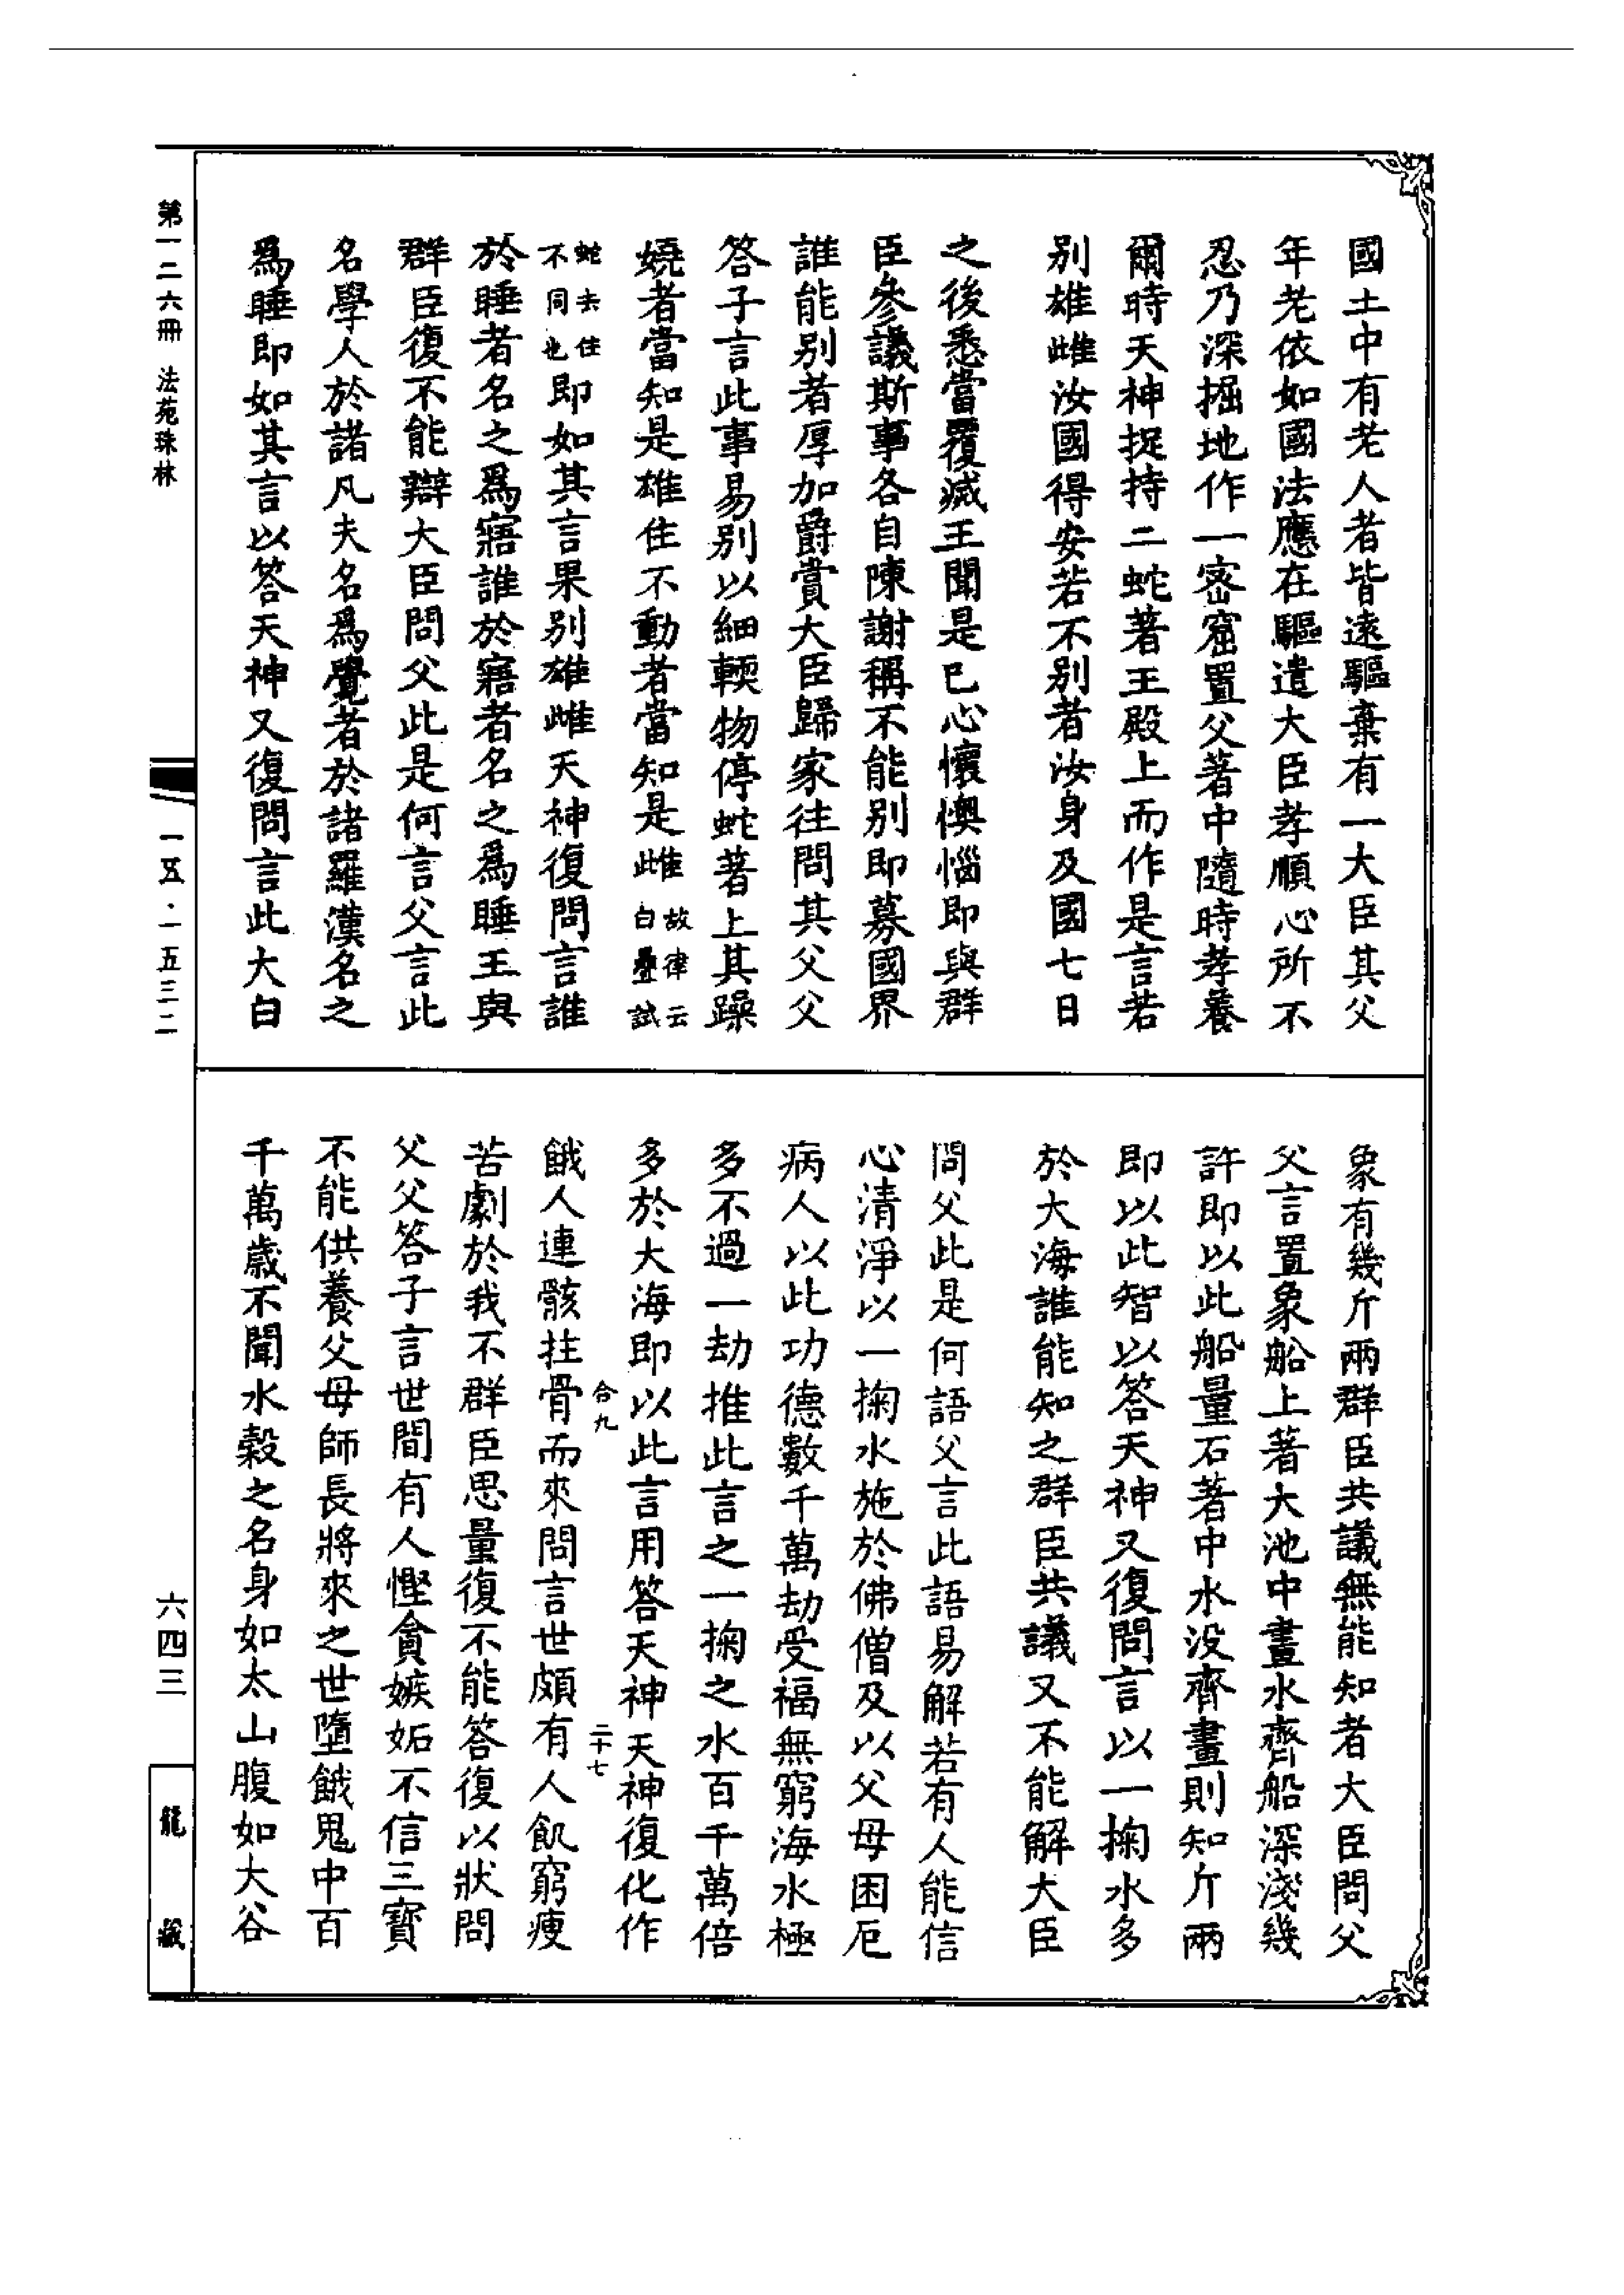 國土中有老人者皆遠驅棄有一大臣其父
年老依如國法應在驅遣大臣孝順心所不
忍乃深掘地作一密窟置父著中隨時孝養
爾時天神捉持二蛇著王殿上而作是言若
別雄雌汝國得安若不別者汝身及國七日
之後悉當覆滅王聞是已心懷懊惱即與群
臣參議斯事各自陳謝稱不能別即募國界
誰能別者厚加爵賞大臣歸家往問其父父
答子言此事易別以細輭物停蛇著上其躁
嬈者當知是雄住不動者當知是雌故律云白㲲試
蛇去住不同也即如其言果別雄雌天神復問言誰
於睡者名之爲寤誰於寤者名之爲睡王與
群臣復不能辯大臣問父此是何言父言此
名學人於諸凡夫名爲覺者於諸羅漢名之
爲睡即如其言以答天神又復問言此大白
象有幾斤兩群臣共議無能知者大臣問父
父言置象船上著大池中畫水齊船深淺幾
許即以此船量石著中水没齊畫則知斤兩
即以此智以答天神又復問言以一掬水多
於大海誰能知之群臣共議又不能解大臣
問父此是何語父言此語易解若有人能信
心清淨以一掬水施於佛僧及以父母困厄
病人以此功德數千萬劫受福無窮海水極
多不過一劫推此言之一掬之水百千萬倍
多於大海即以此言用答天神天神復化作
合九
二十七
餓人連骸拄骨而來問言世頗有人飢窮瘦
苦劇於我不群臣思量復不能答復以狀問
父父答子言世間有人慳貪嫉妬不信三寳
不能供養父母師長將來之世墮餓鬼中百
千萬歲不聞水穀之名身如太山腹如大谷
第一二六冊 法苑珠林
一五·一五三二
六四三
龍藏